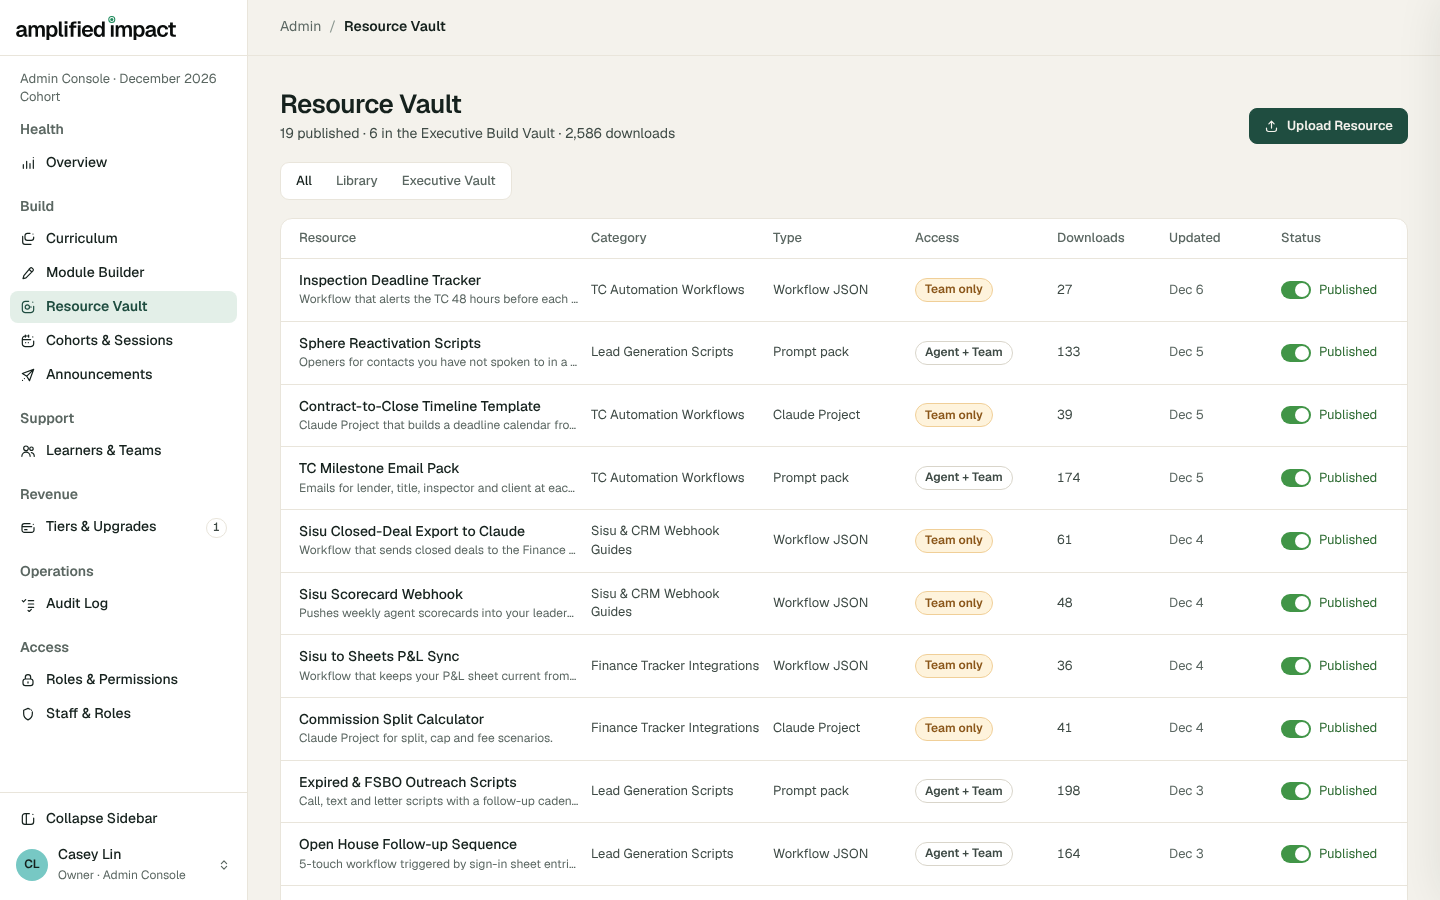 amplified impact
Admin / Resource Vault
Admin Console · December 2026
Cohort
Health
Overview
Build
Curriculum
Module Builder
Resource Vault
Cohorts & Sessions
Announcements
Support
Learners & Teams
Revenue
Tiers & Upgrades 1
Operations
Audit Log
Access
Roles & Permissions
Staff & Roles
Collapse Sidebar
CL
Casey Lin
Owner · Admin Console
Resource Vault
19 published · 6 in the Executive Build Vault · 2,586 downloads
Upload Resource
All Library Executive Vault
Resource Category Type Access Downloads Updated Status
Inspection Deadline Tracker
Workflow that alerts the TC 48 hours before each …
TC Automation Workflows Workflow JSON Team only 27 Dec 6 Published
Sphere Reactivation Scripts
Openers for contacts you have not spoken to in a …
Lead Generation Scripts Prompt pack Agent + Team 133 Dec 5 Published
Contract-to-Close Timeline Template
Claude Project that builds a deadline calendar fro…
TC Automation Workflows Claude Project Team only 39 Dec 5 Published
TC Milestone Email Pack
Emails for lender, title, inspector and client at eac…
TC Automation Workflows Prompt pack Agent + Team 174 Dec 5 Published
Sisu Closed-Deal Export to Claude
Workflow that sends closed deals to the Finance …
Sisu & CRM Webhook
Guides
Workflow JSON Team only 61 Dec 4 Published
Sisu Scorecard Webhook
Pushes weekly agent scorecards into your leader…
Sisu & CRM Webhook
Guides
Workflow JSON Team only 48 Dec 4 Published
Sisu to Sheets P&L Sync
Workflow that keeps your P&L sheet current from…
Finance Tracker Integrations Workflow JSON Team only 36 Dec 4 Published
Commission Split Calculator
Claude Project for split, cap and fee scenarios.
Finance Tracker Integrations Claude Project Team only 41 Dec 4 Published
Expired & FSBO Outreach Scripts
Call, text and letter scripts with a follow-up caden…
Lead Generation Scripts Prompt pack Agent + Team 198 Dec 3 Published
Open House Follow-up Sequence
5-touch workflow triggered by sign-in sheet entri…
Lead Generation Scripts Workflow JSON Agent + Team 164 Dec 3 Published